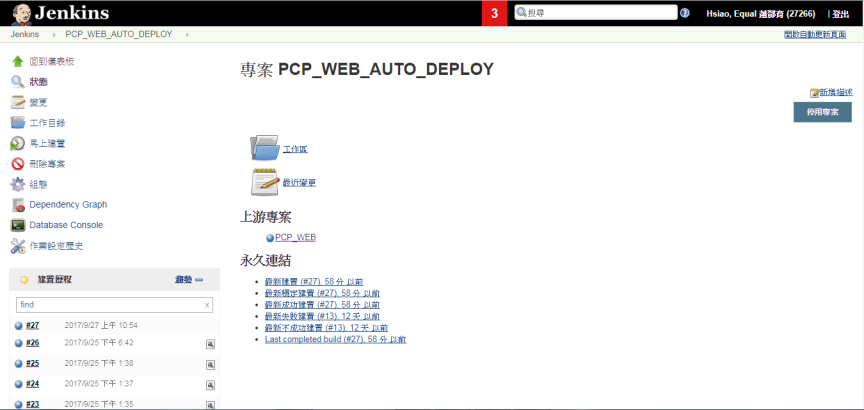 Jenkins
3
搜尋
Hsiao, Equal 蕭郁有 (27266)
| 登出
Jenkins
PCP_WEB_AUTO_DEPLOY
開啟自動更新頁面
回到儀表板
狀態
變更
工作目錄
馬上建置
刪除專案
組態
Dependency Graph
Database Console
作業設定歷史
建置歷程
趨勢
find
x
#27 2017/9/27 上午 10:54
#26 2017/9/25 下午 6:42
#25 2017/9/25 下午 1:38
#24 2017/9/25 下午 1:37
#23 2017/9/25 下午 1:35
專案 PCP_WEB_AUTO_DEPLOY
新增描述
停用專案
工作區
最近變更
上游專案
PCP_WEB
永久連結
最新建置 (#27), 58 分 以前
最新穩定建置 (#27), 58 分 以前
最新成功建置 (#27), 58 分 以前
最新失敗建置 (#13), 12 天 以前
最新不成功建置 (#13), 12 天 以前
Last completed build (#27), 58 分 以前